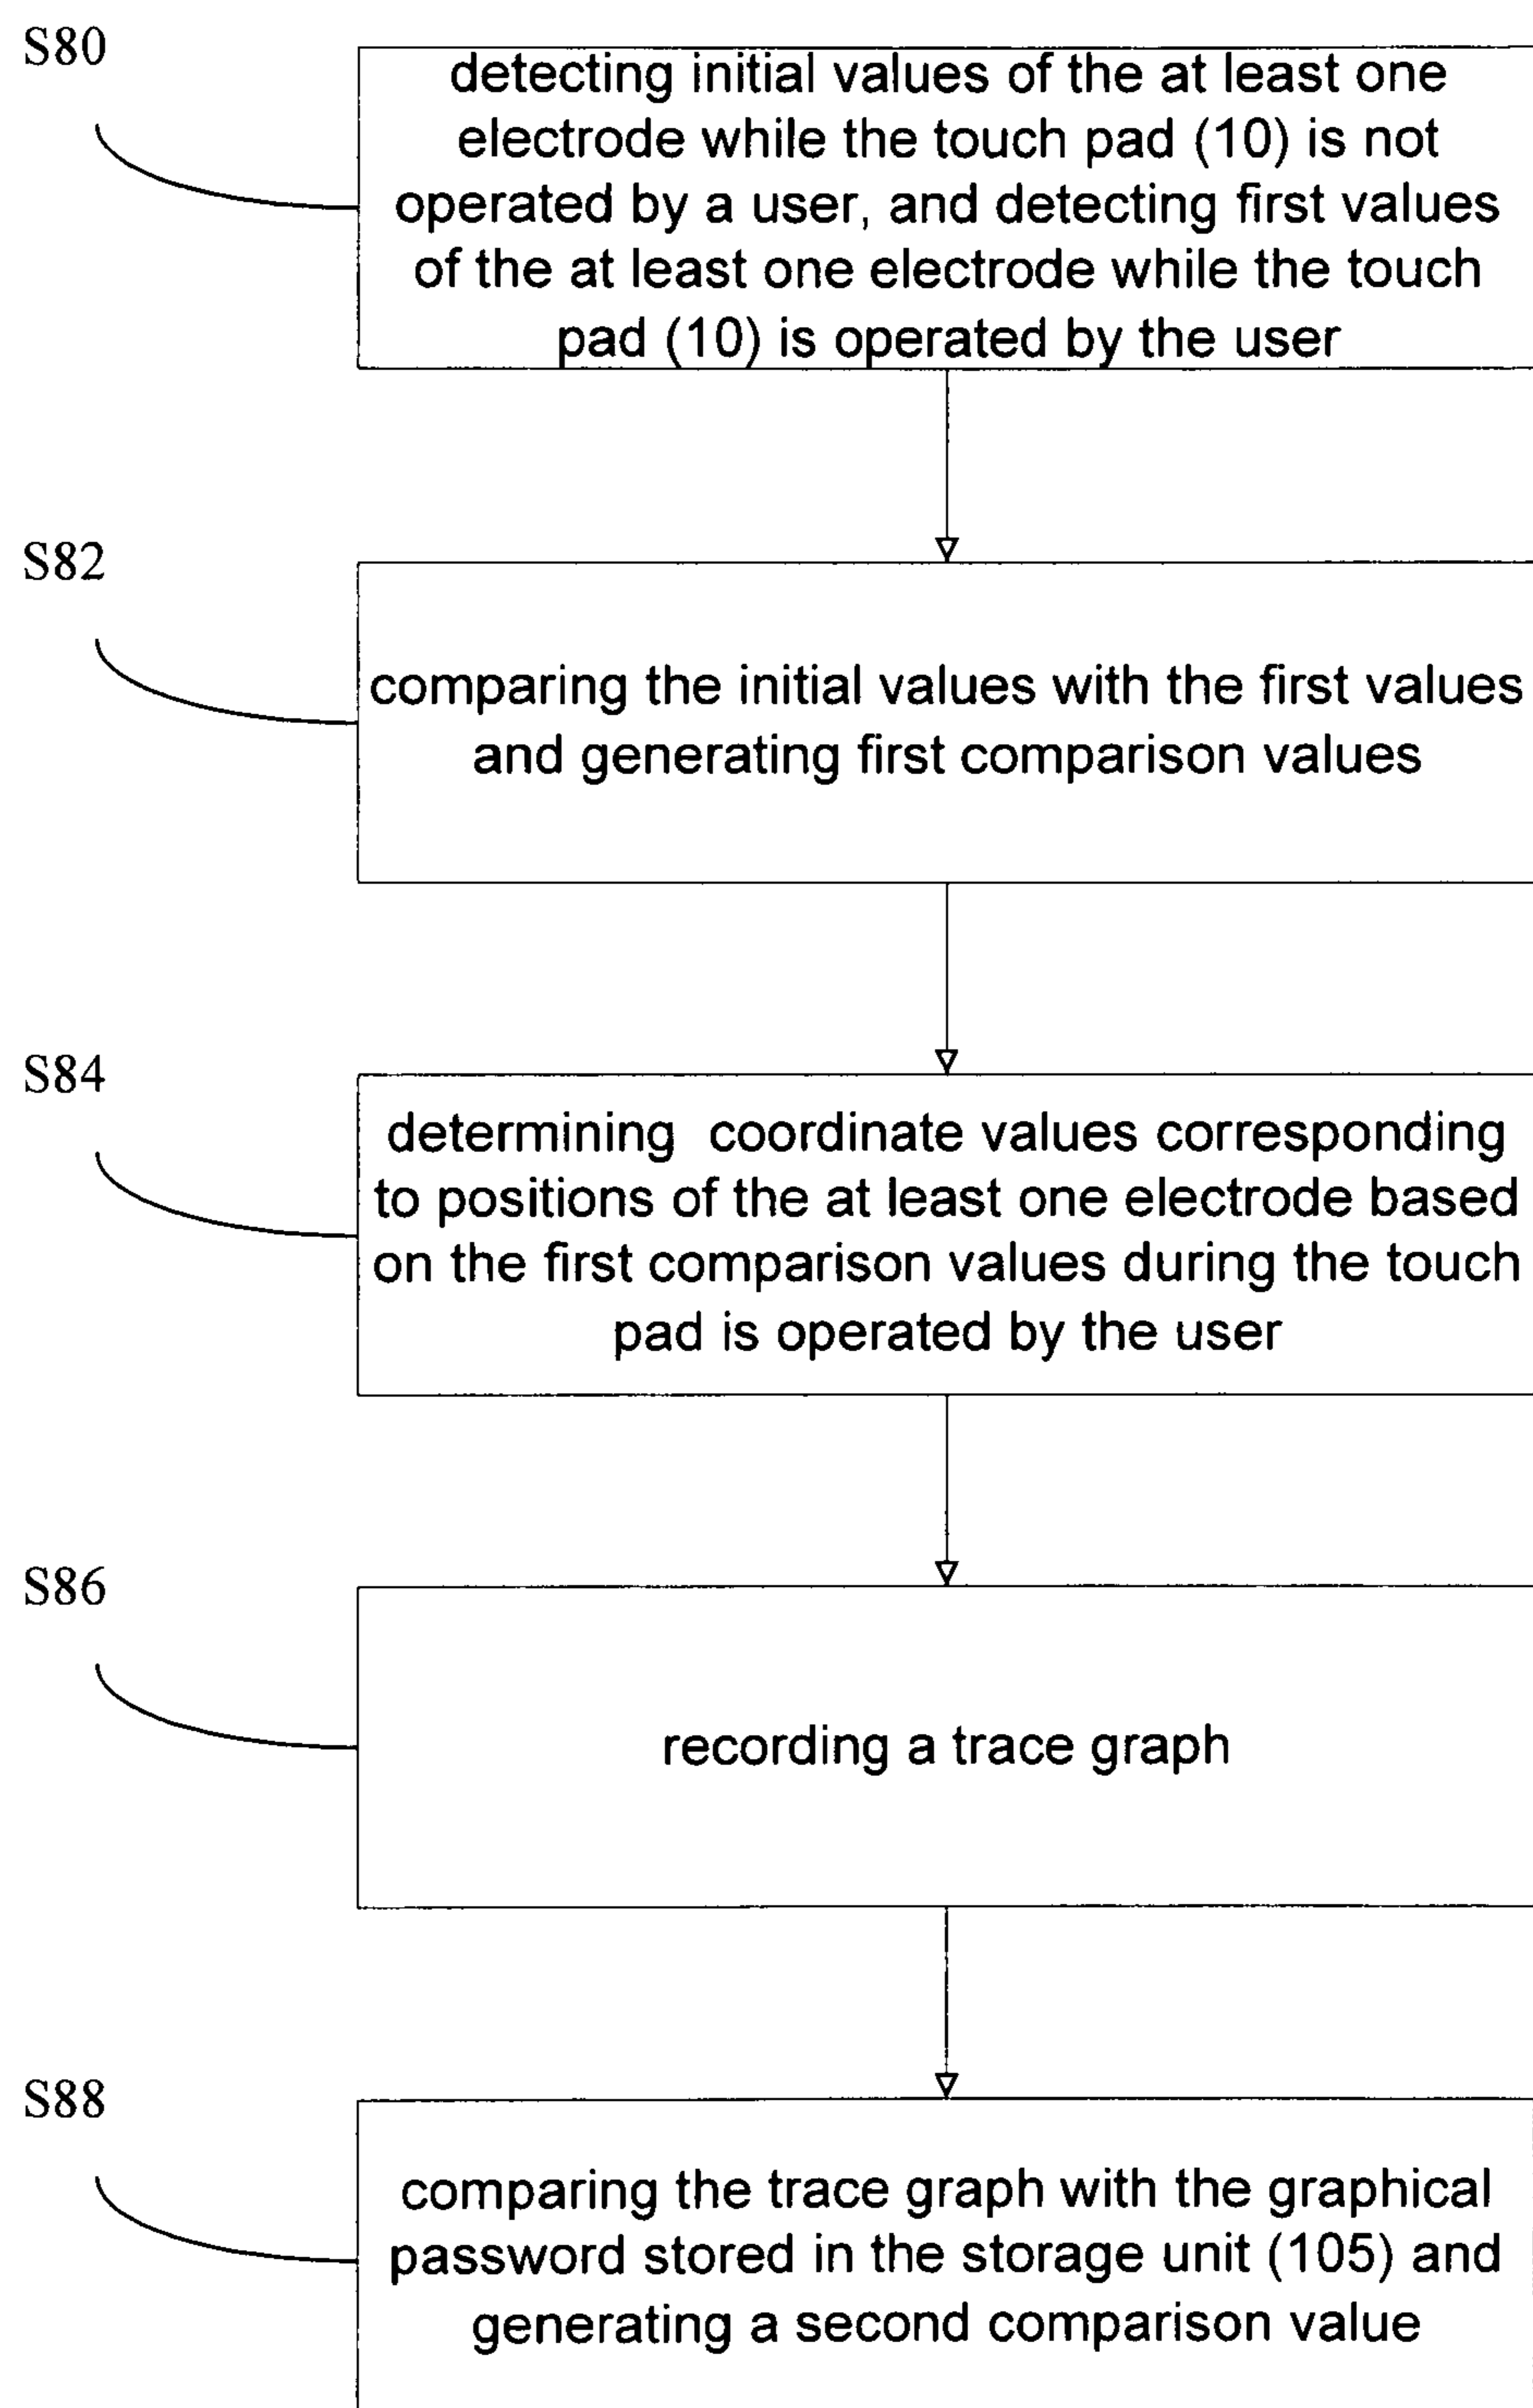 S80
detecting initial values of the at least one
electrode while the touch pad (10) is not
operated by a user, and detecting first values
of the at least one electrode while the touch
pad (10) is operated by the user
S82
comparing the initial values with the first values
and generating first comparison values
S84
determining coordinate values corresponding
to positions of the at least one electrode based
on the first comparison values during the touch
pad is operated by the user
S86
recording a trace graph
S88
comparing the trace graph with the graphical
password stored in the storage unit (105) and
generating a second comparison value